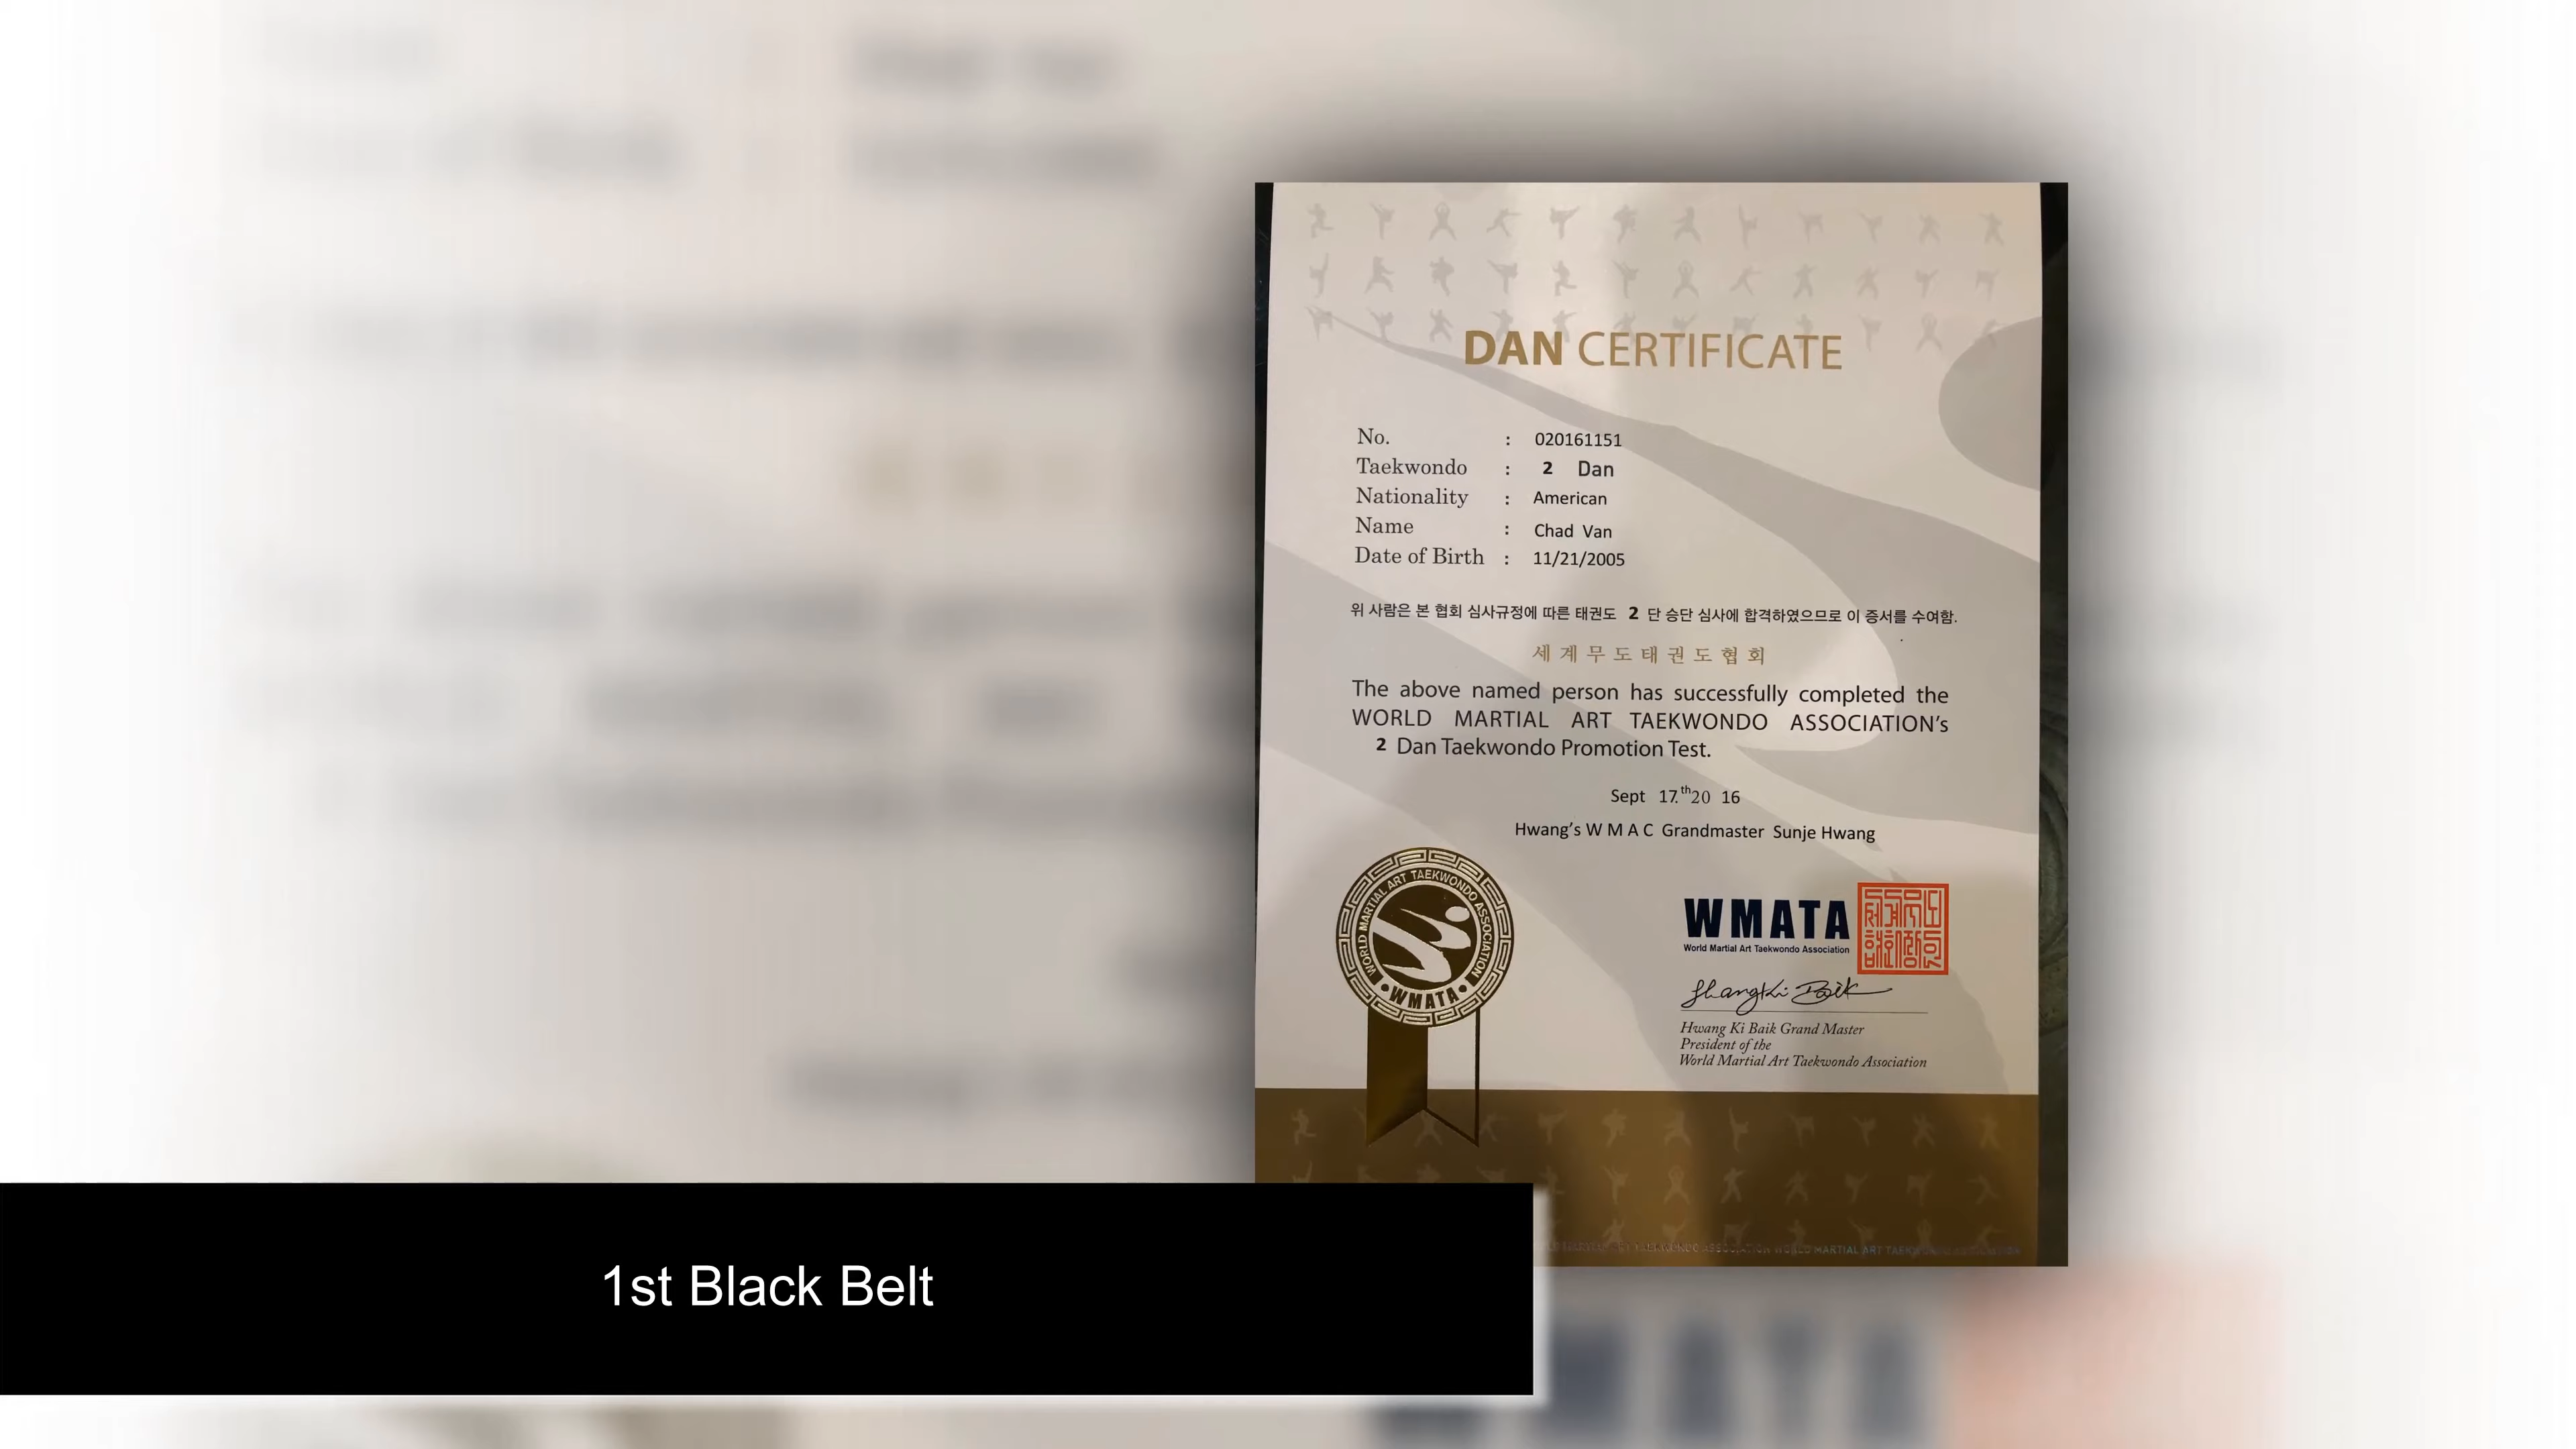 DAN CERTIFICATE
No. : 020161151
Taekwondo : 2 Dan
Nationality : American
Name : Chad Van
Date of Birth : 11/21/2005
위 사람은 본 협회 심사규정에 따른 태권도 2 단 승단 심사에 합격하였으므로 이 증서를 수여함.
세계무도태권도협회
The above named person has successfully completed the
WORLD MARTIAL ART TAEKWONDO ASSOCIATION's
2 Dan Taekwondo Promotion Test.
Sept 17.th20 16
Hwang's W M A C Grandmaster Sunje Hwang
WORLD MARTIAL ART TAEKWONDO ASSOCIATION
•WMATA•
WMATA
World Martial Art Taekwondo Association
Hwang Ki Baik Grand Master
President of the
World Martial Art Taekwondo Association
1st Black Belt
WMATA